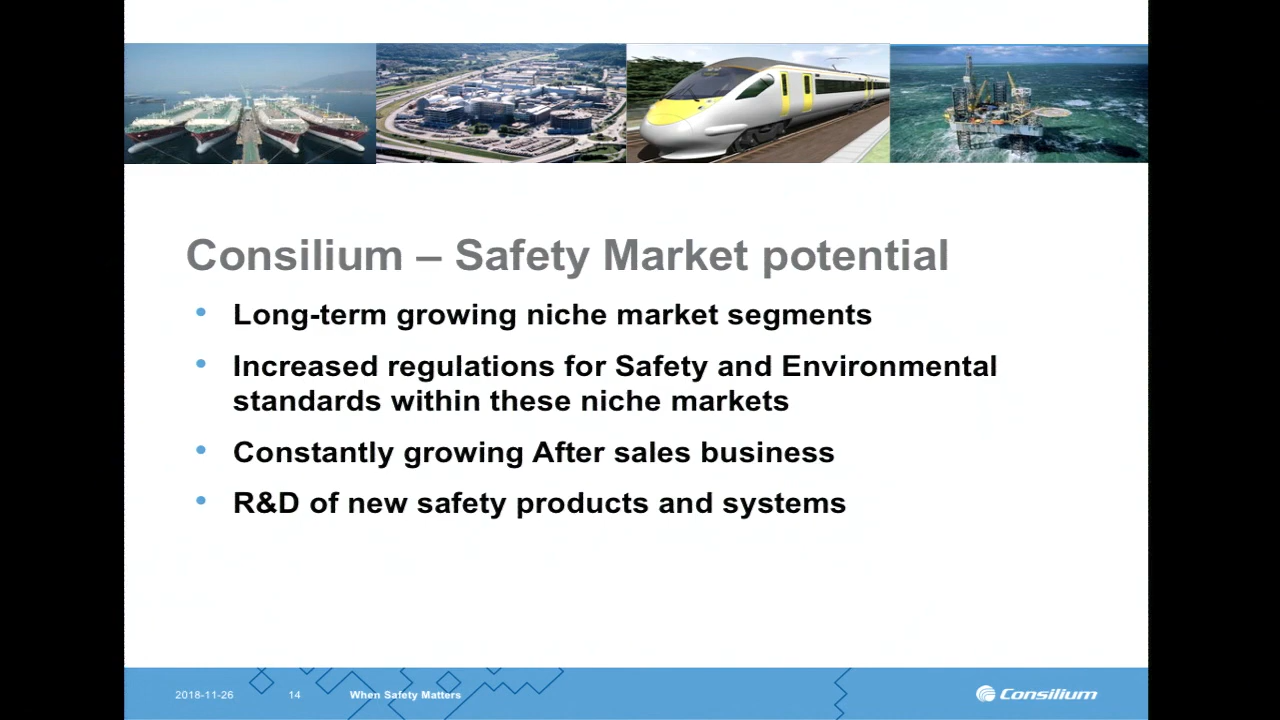 Consilium – Safety Market potential
• Long-term growing niche market segments
• Increased regulations for Safety and Environmental
standards within these niche markets
• Constantly growing After sales business
• R&D of new safety products and systems
2018-11-26 14 When Safety Matters Consilium